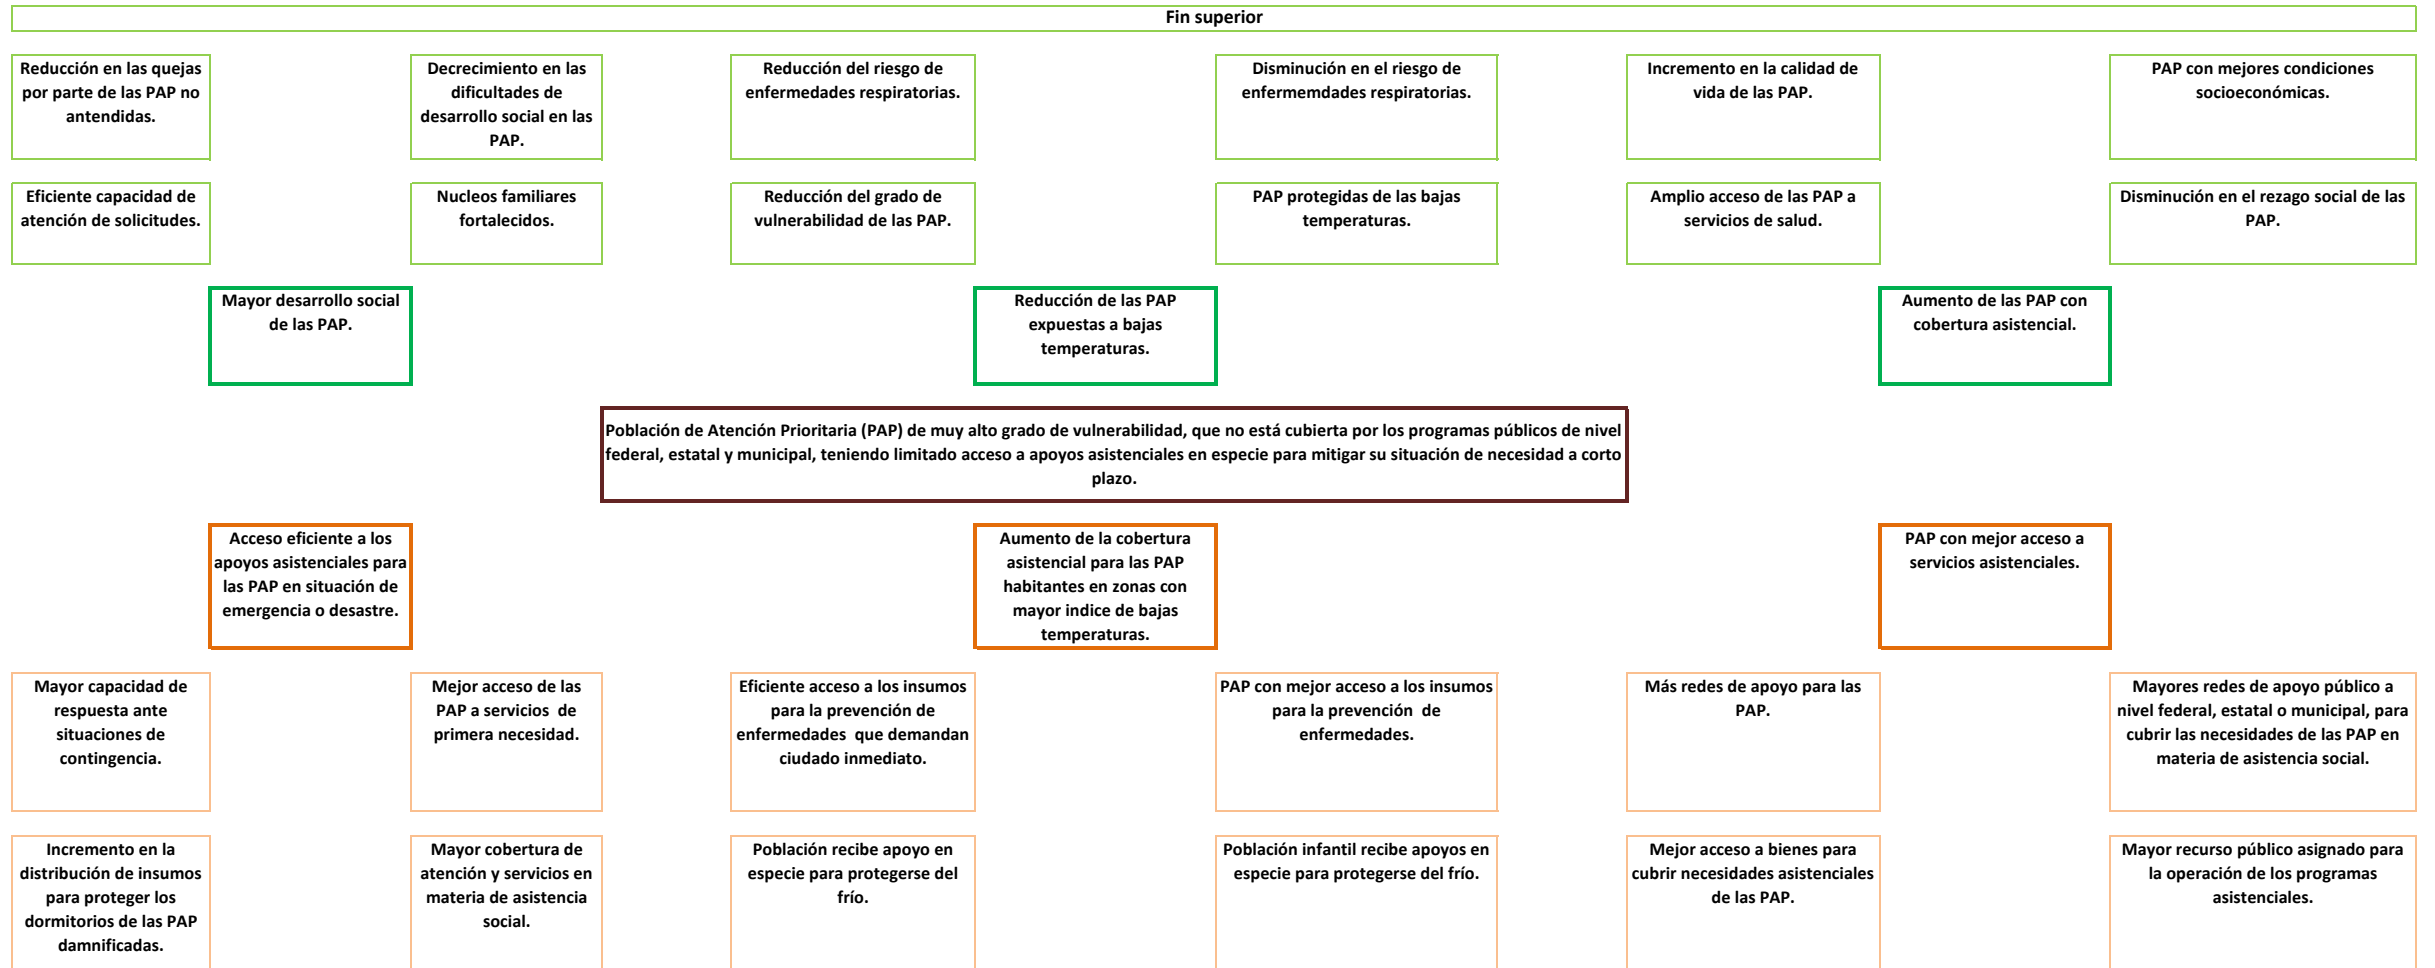 Fin superior
Reducción en las quejas
por parte de las PAP no
antendidas.
Decrecimiento en las
dificultades de
desarrollo social en las
PAP.
Reducción del riesgo de
enfermedades respiratorias.
Disminución en el riesgo de
enfermemdades respiratorias.
Incremento en la calidad de
vida de las PAP.
PAP con mejores condiciones
socioeconómicas.
Eficiente capacidad de
atención de solicitudes.
Nucleos familiares
fortalecidos.
Reducción del grado de
vulnerabilidad de las PAP.
PAP protegidas de las bajas
temperaturas.
Amplio acceso de las PAP a
servicios de salud.
Disminución en el rezago social de las
PAP.
Mayor desarrollo social
de las PAP.
Reducción de las PAP
expuestas a bajas
temperaturas.
Aumento de las PAP con
cobertura asistencial.
Población de Atención Prioritaria (PAP) de muy alto grado de vulnerabilidad, que no está cubierta por los programas públicos de nivel
federal, estatal y municipal, teniendo limitado acceso a apoyos asistenciales en especie para mitigar su situación de necesidad a corto
plazo.
Acceso eficiente a los
apoyos asistenciales para
las PAP en situación de
emergencia o desastre.
Aumento de la cobertura
asistencial para las PAP
habitantes en zonas con
mayor indice de bajas
temperaturas.
PAP con mejor acceso a
servicios asistenciales.
Mayor capacidad de
respuesta ante
situaciones de
contingencia.
Mejor acceso de las
PAP a servicios de
primera necesidad.
Eficiente acceso a los insumos
para la prevención de
enfermedades que demandan
ciudado inmediato.
PAP con mejor acceso a los insumos
para la prevención de
enfermedades.
Más redes de apoyo para las
PAP.
Mayores redes de apoyo público a
nivel federal, estatal o municipal, para
cubrir las necesidades de las PAP en
materia de asistencia social.
Incremento en la
distribución de insumos
para proteger los
dormitorios de las PAP
damnificadas.
Mayor cobertura de
atención y servicios en
materia de asistencia
social.
Población recibe apoyo en
especie para protegerse del
frío.
Población infantil recibe apoyos en
especie para protegerse del frío.
Mejor acceso a bienes para
cubrir necesidades asistenciales
de las PAP.
Mayor recurso público asignado para
la operación de los programas
asistenciales.